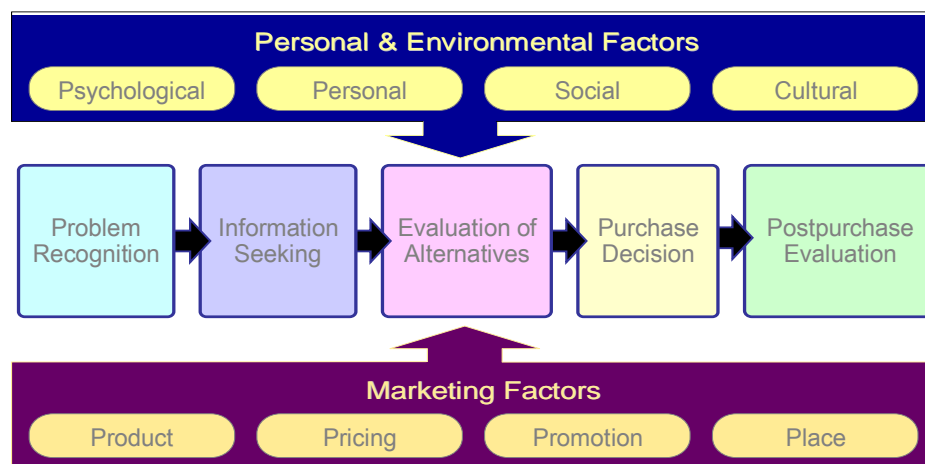 Personal & Environmental Factors
Psychological
Personal
Social
Cultural
Problem
Recognition
Information
Seeking
Evaluation of
Alternatives
Purchase
Decision
Postpurchase
Evaluation
Marketing Factors
Product
Pricing
Promotion
Place